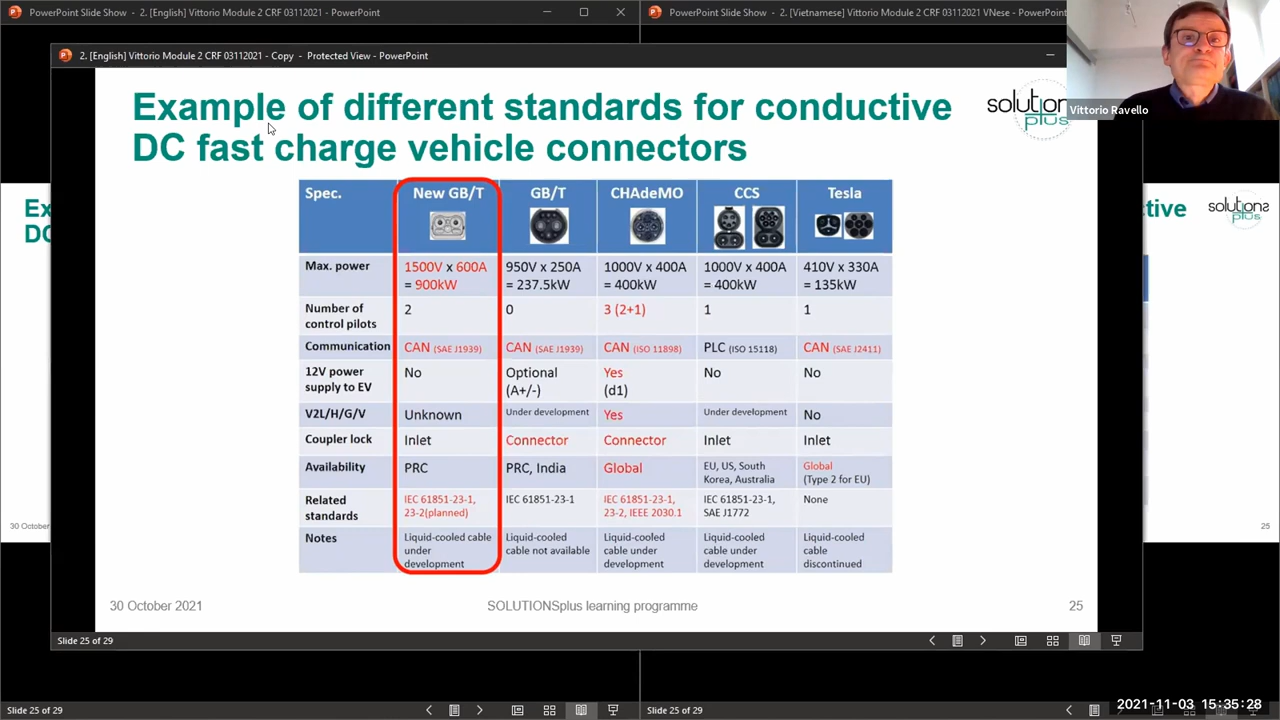 PowerPoint Slide Show - 2. [English] Vittorio Module 2 CRF 03112021 - PowerPoint
PowerPoint Slide Show - 2. [Vietnamese] Vittorio Module 2 CRF 03112021 VNese - PowerPoint
2. [English] Vittorio Module 2 CRF 03112021 - Copy - Protected View - PowerPoint
Vittorio Ravello
Example of different standards for conductive
DC fast charge vehicle connectors
solutions
plus
Spec. New GB/T GB/T CHAdeMO CCS Tesla
Max. power 1500V x 600A = 900kW 950V x 250A = 237.5kW 1000V x 400A = 400kW 1000V x 400A = 400kW 410V x 330A = 135kW
Number of control pilots 2 0 3 (2+1) 1 1
Communication CAN (SAE J1939) CAN (SAE J1939) CAN (ISO 11898) PLC (ISO 15118) CAN (SAE J2411)
12V power supply to EV No Optional (A+/-) Yes (d1) No No
V2L/H/G/V Unknown Under development Yes Under development No
Coupler lock Inlet Connector Connector Inlet Inlet
Availability PRC PRC, India Global EU, US, South Korea, Australia Global (Type 2 for EU)
Related standards IEC 61851-23-1, 23-2(planned) IEC 61851-23-1 IEC 61851-23-1, 23-2, IEEE 2030.1 IEC 61851-23-1, SAE J1772 None
Notes Liquid-cooled cable under development Liquid-cooled cable not available Liquid-cooled cable under development Liquid-cooled cable under development Liquid-cooled cable discontinued
30 October 2021 SOLUTIONSplus learning programme 25
Slide 25 of 29
Ex
DC
30 October
ctive
solutions
plus
25
Slide 25 of 29
Slide 25 of 29
2021-11-03 15:35:28